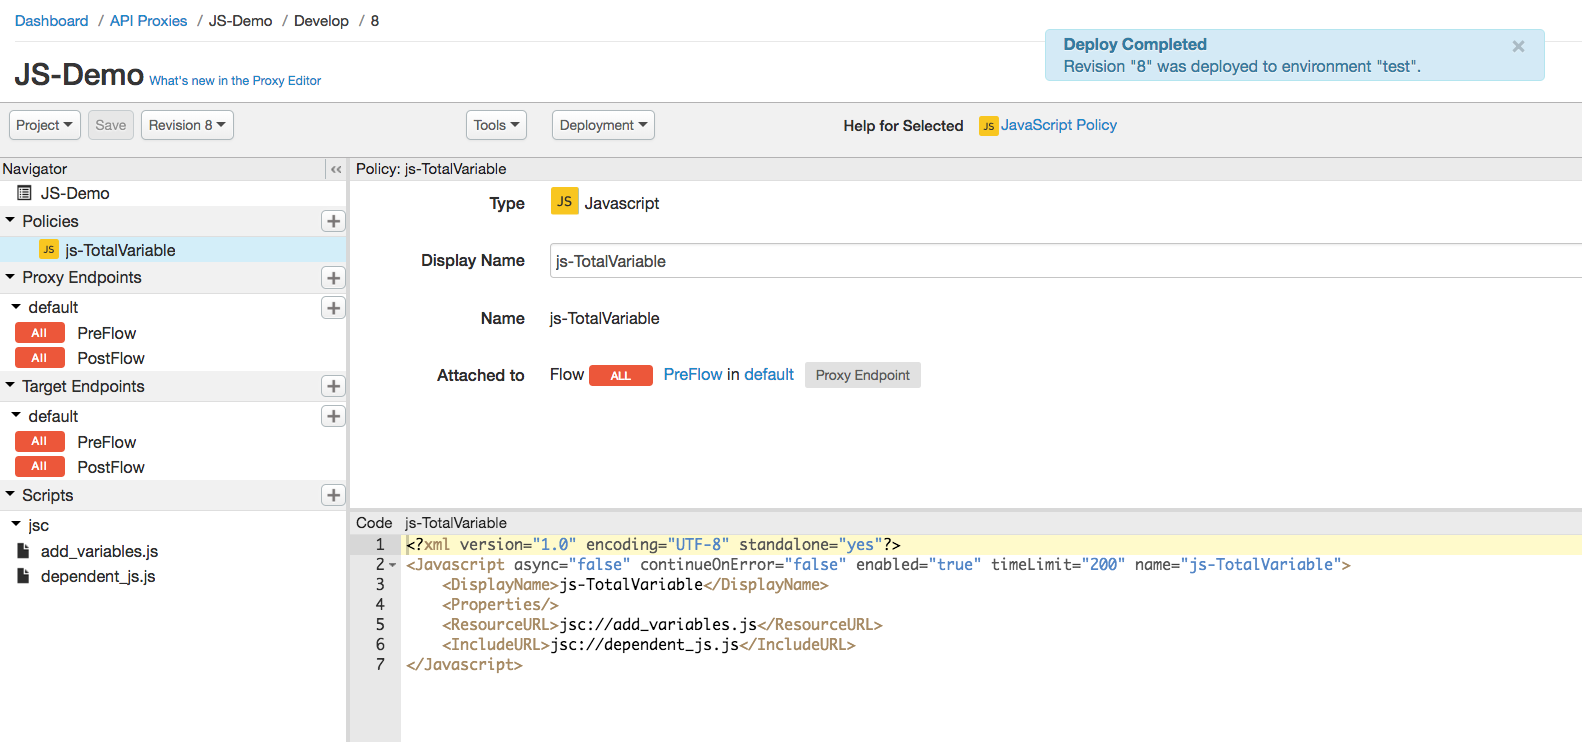 Dashboard / API Proxies / JS-Demo / Develop / 8
Deploy Completed
Revision "8" was deployed to environment "test".
JS-Demo What's new in the Proxy Editor
Project Save Revision 8 Tools Deployment Help for Selected JS JavaScript Policy
Navigator
JS-Demo
Policies
JS js-TotalVariable
Proxy Endpoints
default
All PreFlow
All PostFlow
Target Endpoints
default
All PreFlow
All PostFlow
Scripts
jsc
add_variables.js
dependent_js.js
Policy: js-TotalVariable
Type JS Javascript
Display Name js-TotalVariable
Name js-TotalVariable
Attached to Flow ALL PreFlow in default Proxy Endpoint
Code js-TotalVariable
1 <?xml version="1.0" encoding="UTF-8" standalone="yes"?>
2 <Javascript async="false" continueOnError="false" enabled="true" timeLimit="200" name="js-TotalVariable">
3 <DisplayName>js-TotalVariable</DisplayName>
4 <Properties/>
5 <ResourceURL>jsc://add_variables.js</ResourceURL>
6 <IncludeURL>jsc://dependent_js.js</IncludeURL>
7 </Javascript>